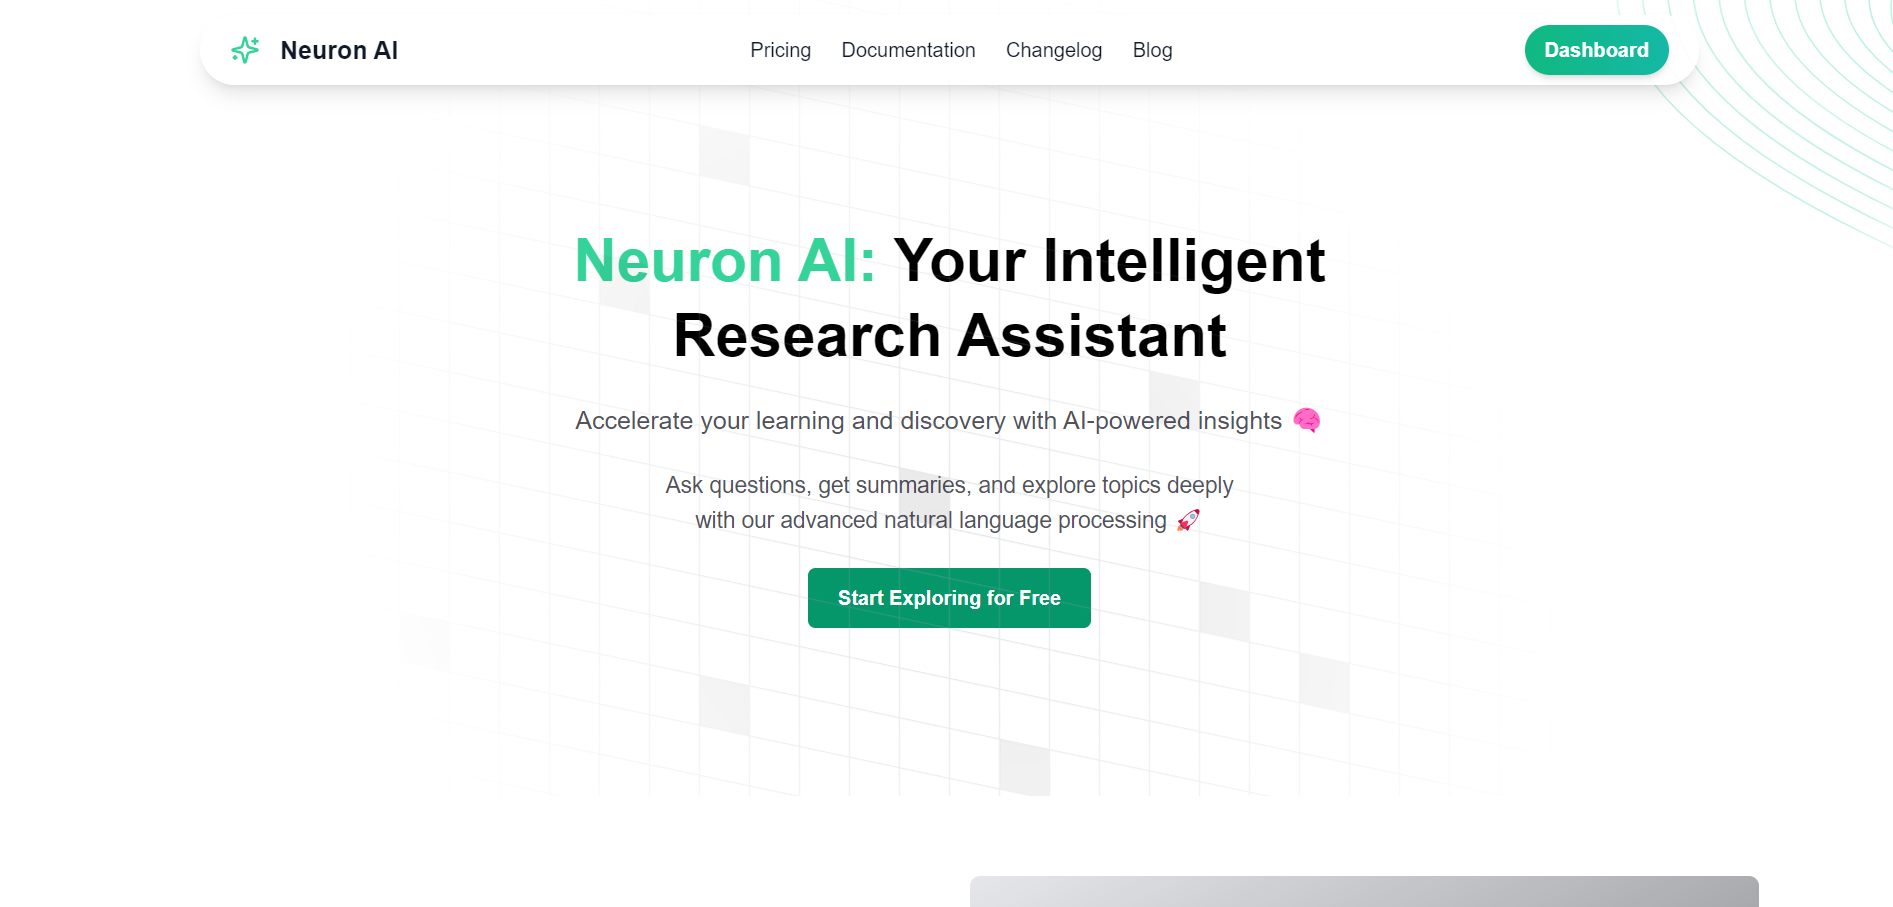 Neuron AI
Pricing Documentation Changelog Blog
Dashboard
Neuron AI: Your Intelligent
Research Assistant
Accelerate your learning and discovery with AI-powered insights 🧠
Ask questions, get summaries, and explore topics deeply
with our advanced natural language processing 🚀
Start Exploring for Free